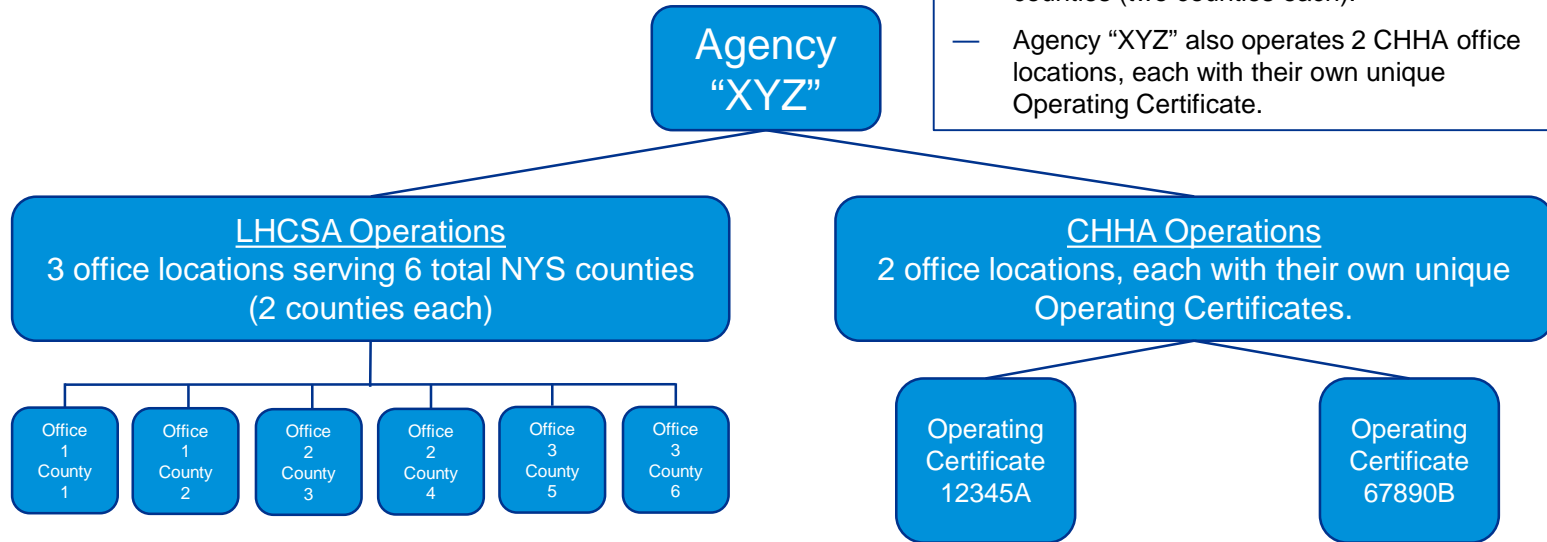 Agency
“XYZ”
— Agency “XYZ” also operates 2 CHHA office
locations, each with their own unique
Operating Certificate.
LHCSA Operations
3 office locations serving 6 total NYS counties
(2 counties each)
CHHA Operations
2 office locations, each with their own unique
Operating Certificates.
Office
1
County
1
Office
1
County
2
Office
2
County
3
Office
2
County
4
Office
3
County
5
Office
3
County
6
Operating
Certificate
12345A
Operating
Certificate
67890B